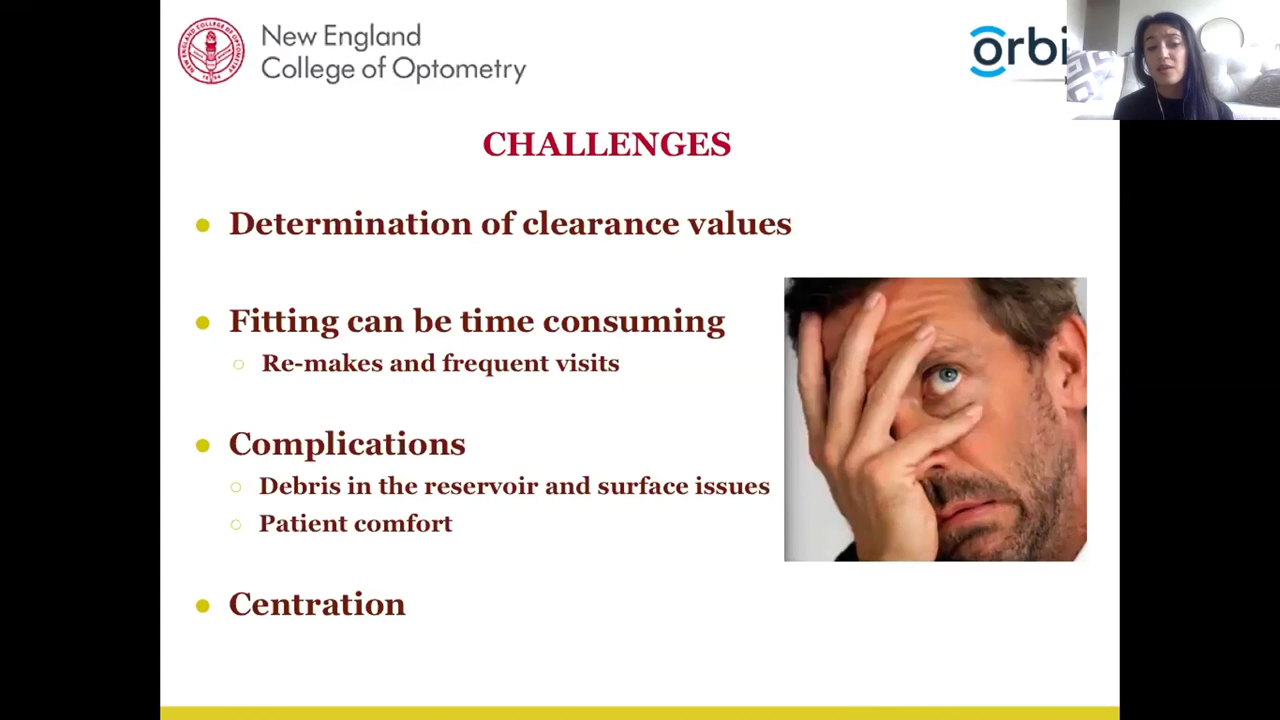 New England
College of Optometry
CHALLENGES
● Determination of clearance values
● Fitting can be time consuming
○ Re-makes and frequent visits
● Complications
○ Debris in the reservoir and surface issues
○ Patient comfort
● Centration